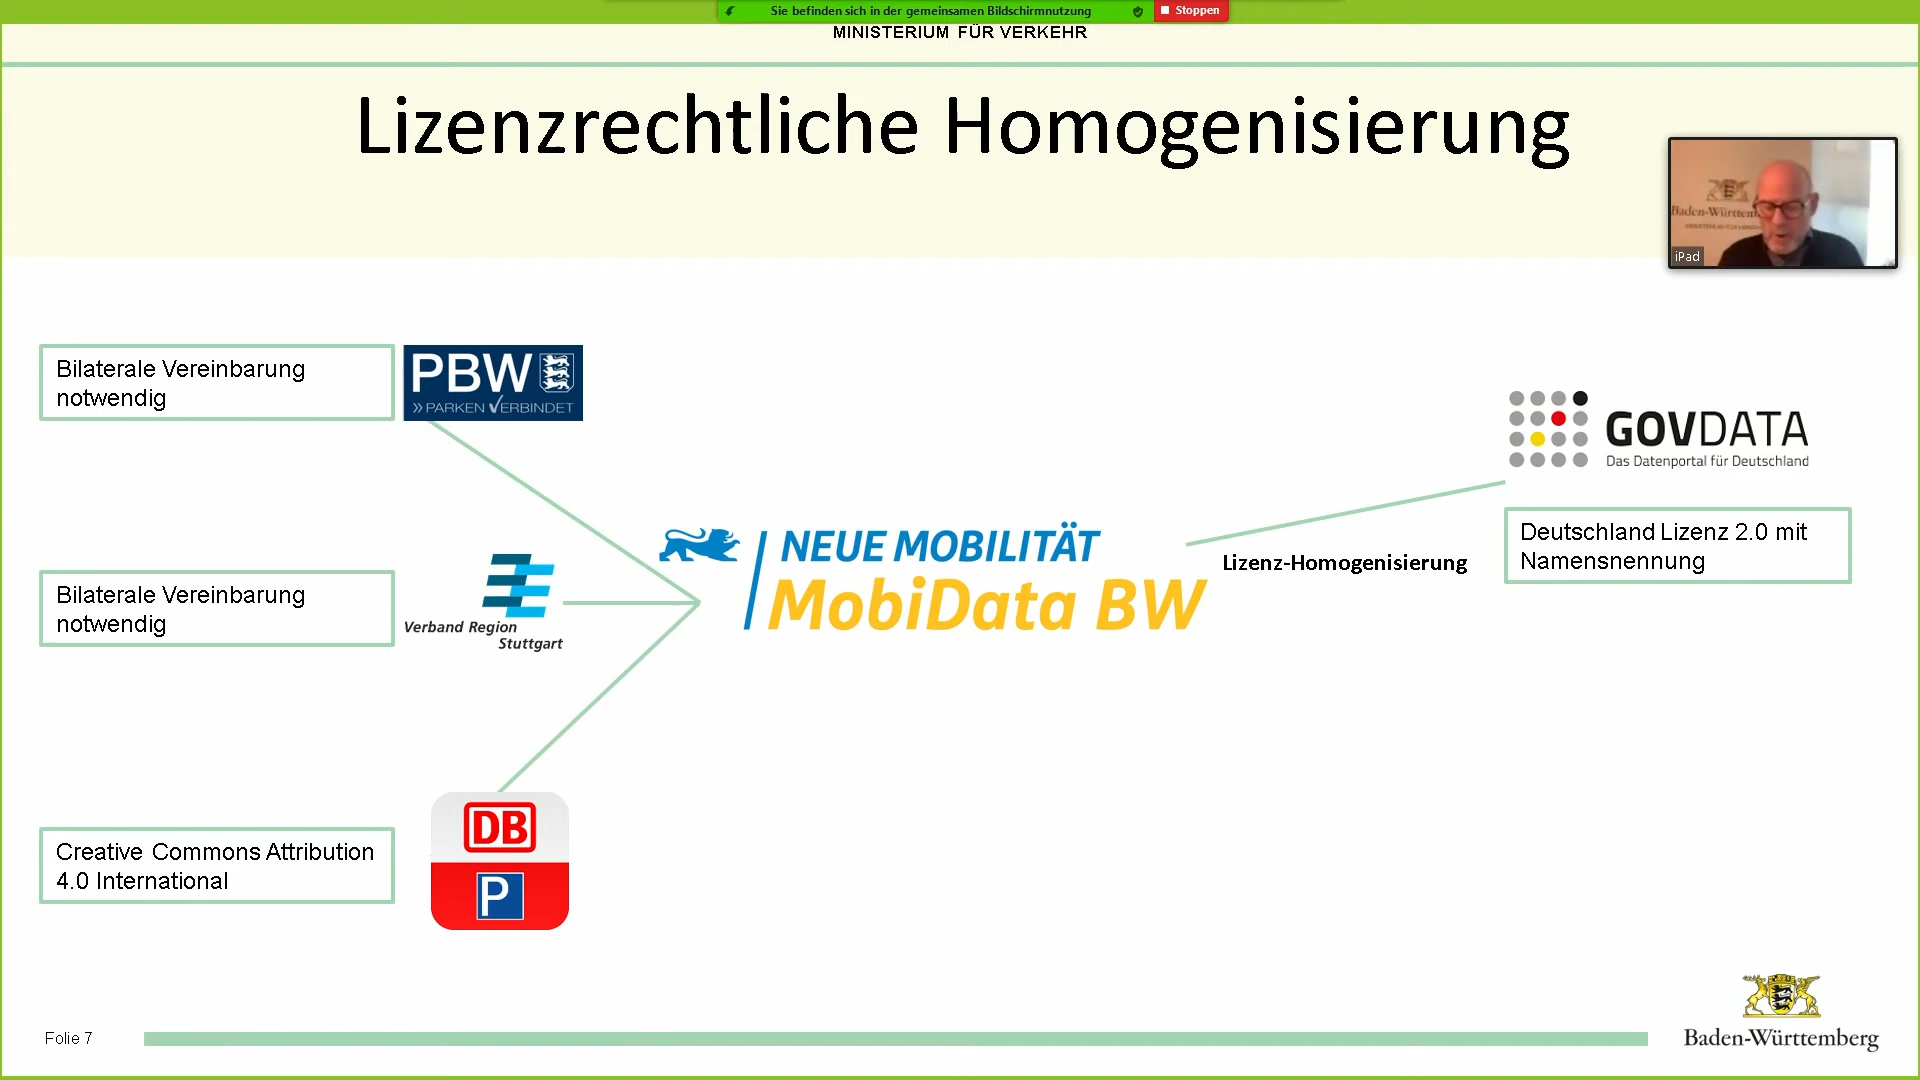 Sie befinden sich in der gemeinsamen Bildschirmnutzung
Stoppen
MINISTERIUM FÜR VERKEHR
Lizenzrechtliche Homogenisierung
Baden-Württem
iPad
Bilaterale Vereinbarung
notwendig
PBW
» PARKEN VERBINDET
GOVDATA
Das Datenportal für Deutschland
Deutschland Lizenz 2.0 mit
Namensnennung
NEUE MOBILITÄT
MobiData BW
Lizenz-Homogenisierung
Bilaterale Vereinbarung
notwendig
Verband Region
Stuttgart
Creative Commons Attribution
4.0 International
DB
P
Folie 7
Baden-Württemberg